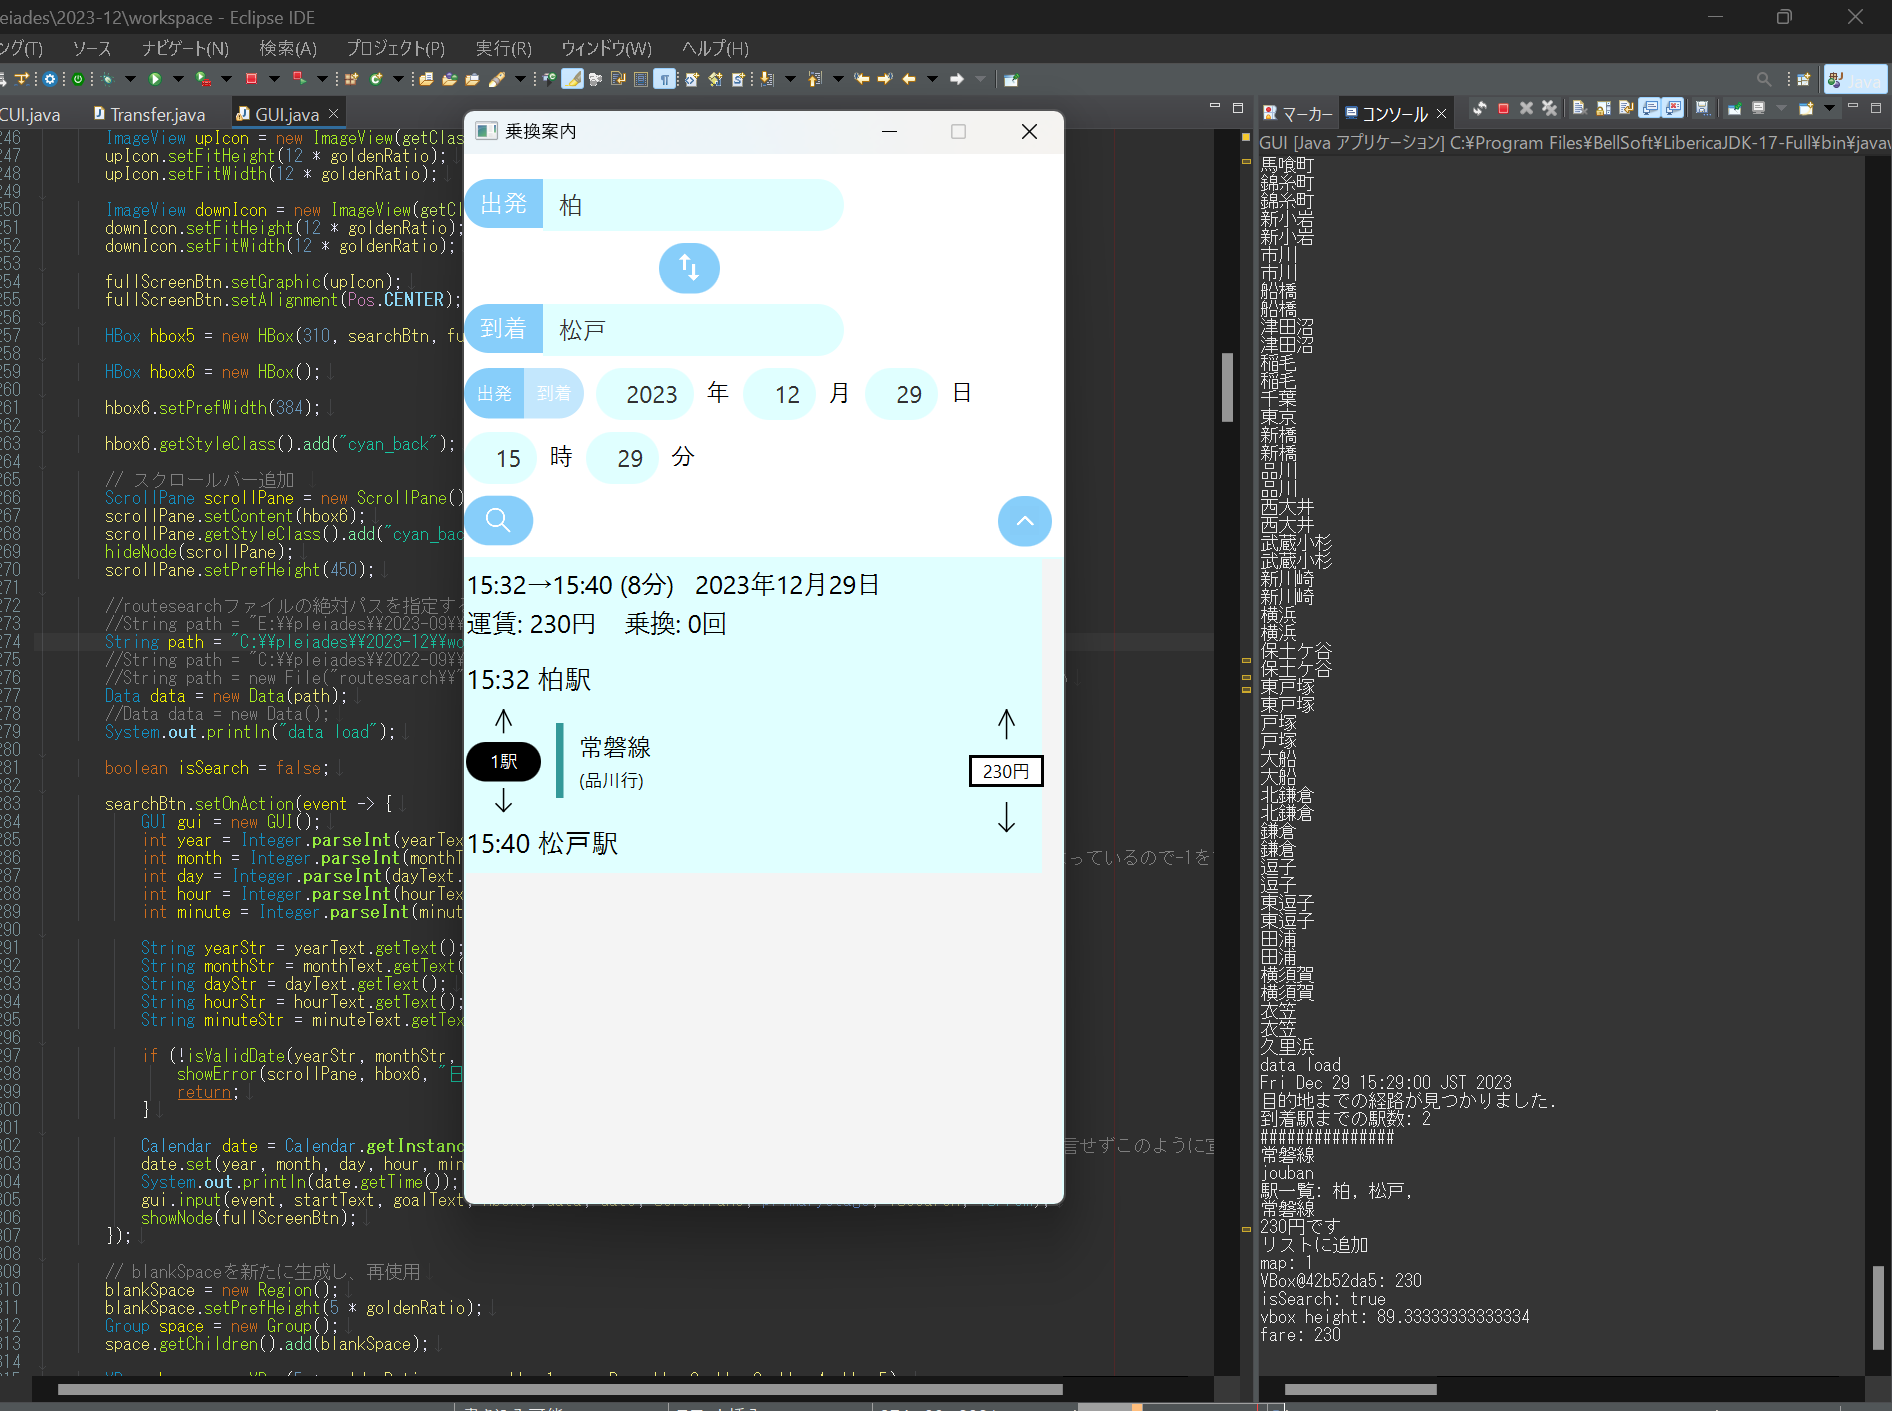 eiades\2023-12\workspace - Eclipse IDE
ング(T) ソース ナビゲート(N) 検索(A) プロジェクト(P) 実行(R) ウィンドウ(W) ヘルプ(H)
Java
CUI.java Transfer.java GUI.java
246 ImageView upIcon = new ImageView(getClas
247 upIcon.setFitHeight(12 * goldenRatio);
248 upIcon.setFitWidth(12 * goldenRatio);
249
250 ImageView downIcon = new ImageView(getCl
251 downIcon.setFitHeight(12 * goldenRatio);
252 downIcon.setFitWidth(12 * goldenRatio);
253
254 fullScreenBtn.setGraphic(upIcon);
255 fullScreenBtn.setAlignment(Pos.CENTER);
256
257 HBox hbox5 = new HBox(310, searchBtn, fu
258
259 HBox hbox6 = new HBox();
260
261 hbox6.setPrefWidth(384);
262
263 hbox6.getStyleClass().add("cyan_back");
264
265 // スクロールバー追加
266 ScrollPane scrollPane = new ScrollPane()
267 scrollPane.setContent(hbox6);
268 scrollPane.getStyleClass().add("cyan_bac
269 hideNode(scrollPane);
270 scrollPane.setPrefHeight(450);
271
272 //routesearchファイルの絶対パスを指定する
273 //String path = "E:\\pleiades\\2023-09\\
274 String path = "C:\\pleiades\\2023-12\\wo
275 //String path = "C:\\pleiades\\2022-09\\
276 //String path = new File("routesearch\\"
277 Data data = new Data(path);
278 //Data data = new Data();
279 System.out.println("data load");
280
281 boolean isSearch = false;
282
283 searchBtn.setOnAction(event -> {
284 GUI gui = new GUI();
285 int year = Integer.parseInt(yearTex
286 int month = Integer.parseInt(monthT っているので-1を
287 int day = Integer.parseInt(dayText.
288 int hour = Integer.parseInt(hourTex
289 int minute = Integer.parseInt(minut
290
291 String yearStr = yearText.getText();
292 String monthStr = monthText.getText(
293 String dayStr = dayText.getText();
294 String hourStr = hourText.getText();
295 String minuteStr = minuteText.getTex
296
297 if (!isValidDate(yearStr, monthStr,
298 showError(scrollPane, hbox6, "日
299 return;
300 }
301
302 Calendar date = Calendar.getInstanc 言せずこのように宣
303 date.set(year, month, day, hour, min
304 System.out.println(date.getTime());
305 gui.input(event, startText, goalText
306 showNode(fullScreenBtn);
307 });
308
309 // blankSpaceを新たに生成し、再使用
310 blankSpace = new Region();
311 blankSpace.setPrefHeight(5 * goldenRatio);
312 Group space = new Group();
313 space.getChildren().add(blankSpace);
314
乗換案内
出発 柏
到着 松戸
出発 到着 2023 年 12 月 29 日
15 時 29 分
15:32→15:40 (8分) 2023年12月29日
運賃: 230円 乗換: 0回
15:32 柏駅
↑ ↑
1駅 常磐線 230円
(品川行)
↓ ↓
15:40 松戸駅
マーカー コンソール
GUI [Java アプリケーション] C:\Program Files\BellSoft\LibericaJDK-17-Full\bin\javaw
馬喰町
錦糸町
錦糸町
新小岩
新小岩
市川
市川
船橋
船橋
津田沼
津田沼
稲毛
稲毛
千葉
東京
新橋
新橋
品川
品川
西大井
西大井
武蔵小杉
武蔵小杉
新川崎
新川崎
横浜
横浜
保土ケ谷
保土ケ谷
東戸塚
東戸塚
戸塚
戸塚
大船
大船
北鎌倉
北鎌倉
鎌倉
鎌倉
逗子
逗子
東逗子
東逗子
田浦
田浦
横須賀
横須賀
衣笠
衣笠
久里浜
data load
Fri Dec 29 15:29:00 JST 2023
目的地までの経路が見つかりました.
到着駅までの駅数: 2
###############
常磐線
jouban
駅一覧: 柏, 松戸,
常磐線
230円です
リストに追加
map: 1
VBox@42b52da5: 230
isSearch: true
vbox height: 89.33333333333334
fare: 230